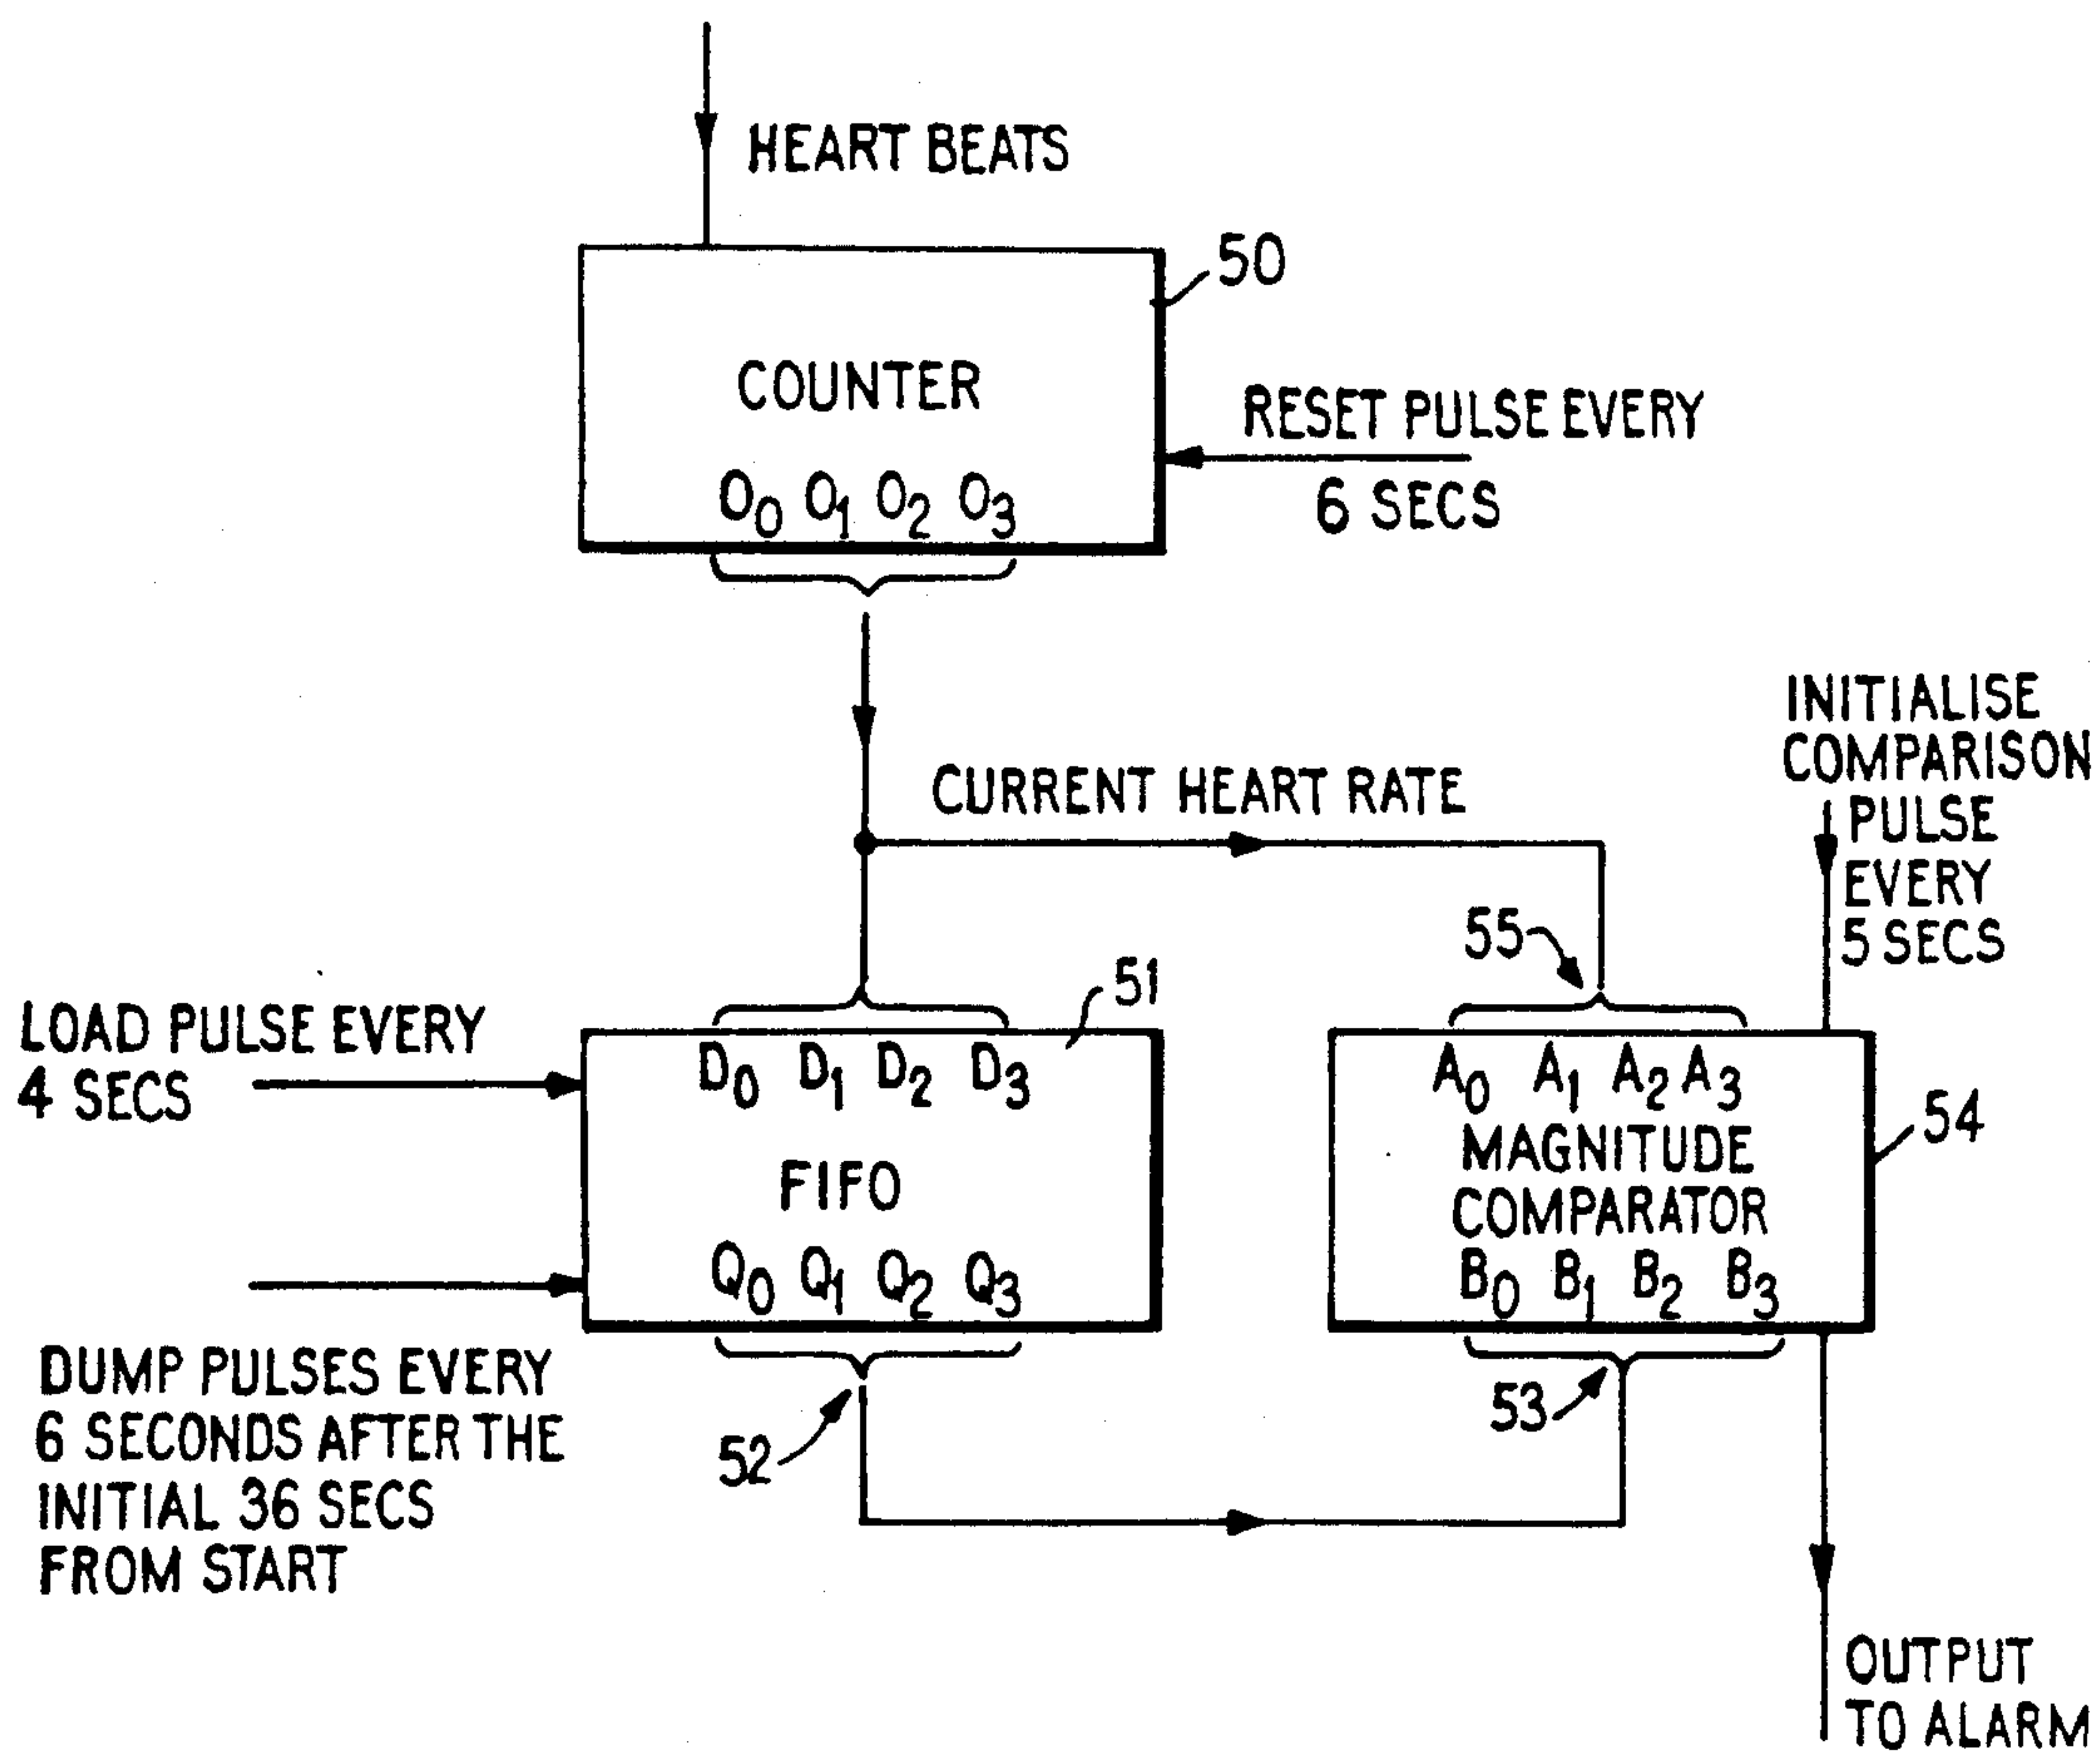 HEART BEATS
50
COUNTER
RESET PULSE EVERY
6 SECS
O0 O1 O2 O3
INITIALISE
COMPARISON
PULSE
EVERY
5 SECS
CURRENT HEART RATE
55
51
LOAD PULSE EVERY
4 SECS
D0 D1 D2 D3
FIFO
Q0 Q1 Q2 Q3
A0 A1 A2 A3
MAGNITUDE
COMPARATOR
B0 B1 B2 B3
54
DUMP PULSES EVERY
6 SECONDS AFTER THE
INITIAL 36 SECS
FROM START
52
53
OUTPUT
TO ALARM